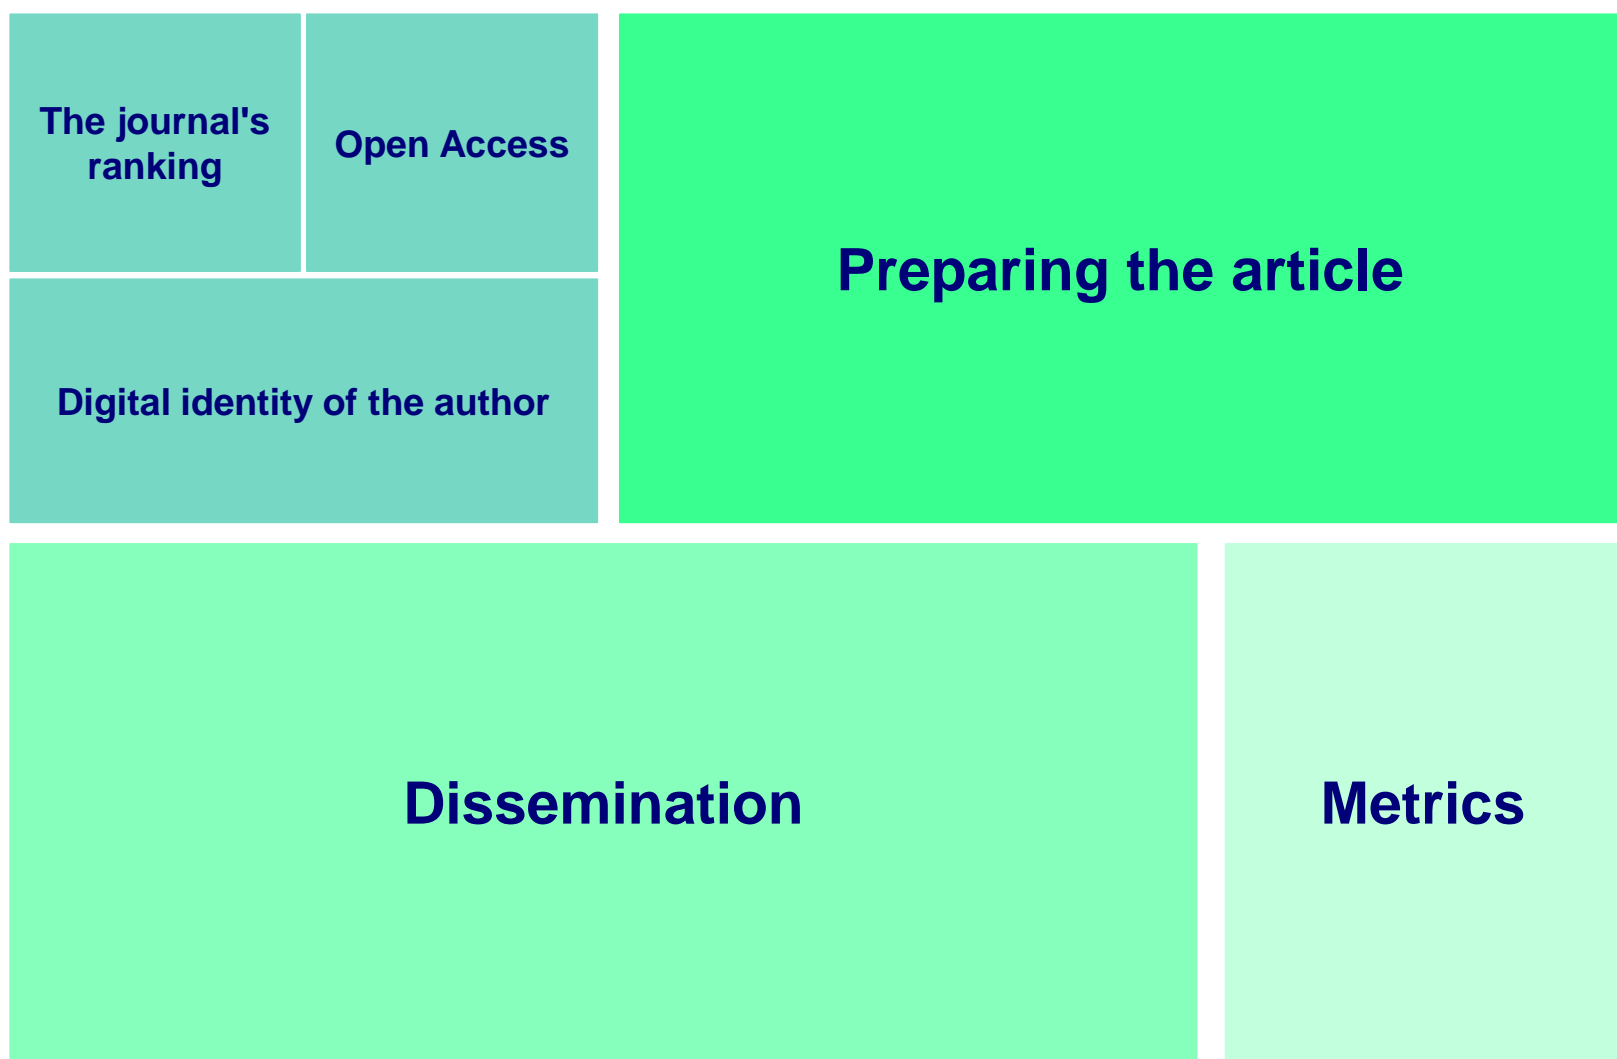 The journal's
ranking
Open Access
Preparing the article
Digital identity of the author
Dissemination
Metrics